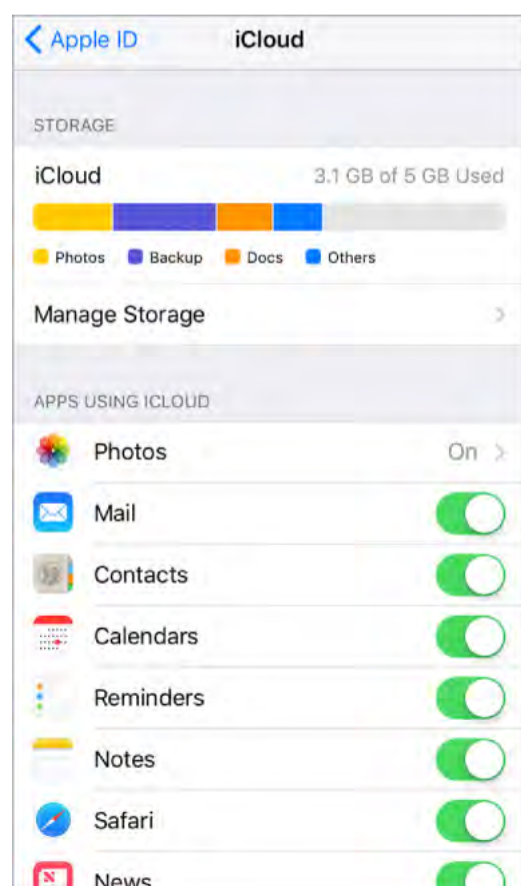 Apple ID iCloud
STORAGE
iCloud 3.1 GB of 5 GB Used
Photos Backup Docs Others
Manage Storage
APPS USING ICLOUD
Photos On
Mail
Contacts
Calendars
Reminders
Notes
Safari
News